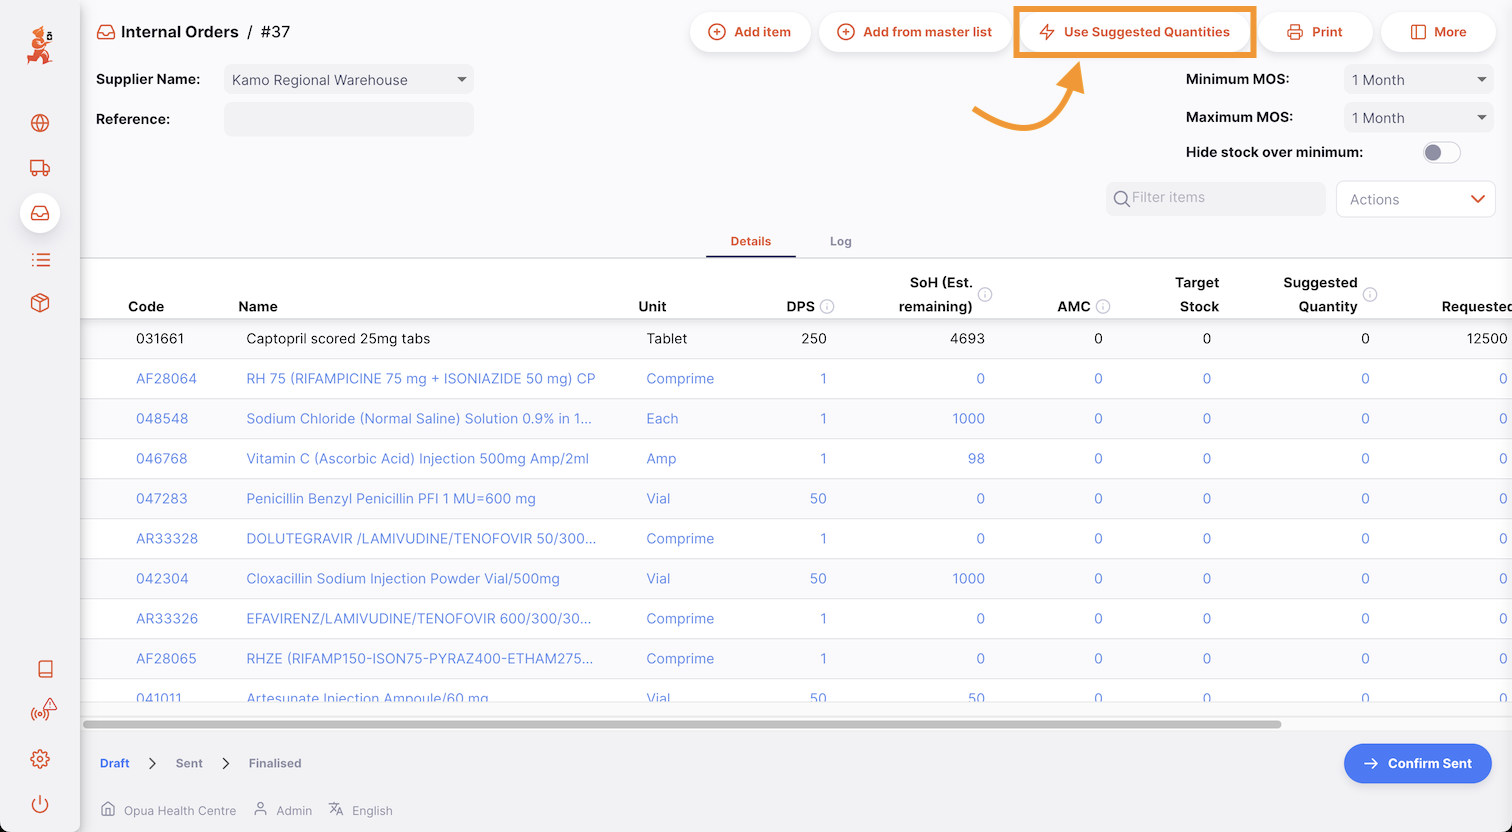 Internal Orders / #37
Add item
Add from master list
Use Suggested Quantities
Print
More
Supplier Name: Kamo Regional Warehouse
Minimum MOS: 1 Month
Reference:
Maximum MOS: 1 Month
Hide stock over minimum:
Filter items
Actions
Details Log
Code Name Unit DPS SoH (Est. remaining) AMC Target Stock Suggested Quantity Requested
031661 Captopril scored 25mg tabs Tablet 250 4693 0 0 0 12500
AF28064 RH 75 (RIFAMPICINE 75 mg + ISONIAZIDE 50 mg) CP Comprime 1 0 0 0 0 0
048548 Sodium Chloride (Normal Saline) Solution 0.9% in 1... Each 1 1000 0 0 0 0
046768 Vitamin C (Ascorbic Acid) Injection 500mg Amp/2ml Amp 1 98 0 0 0 0
047283 Penicillin Benzyl Penicillin PFI 1 MU=600 mg Vial 50 0 0 0 0 0
AR33328 DOLUTEGRAVIR /LAMIVUDINE/TENOFOVIR 50/300... Comprime 1 0 0 0 0 0
042304 Cloxacillin Sodium Injection Powder Vial/500mg Vial 50 1000 0 0 0 0
AR33326 EFAVIRENZ/LAMIVUDINE/TENOFOVIR 600/300/30... Comprime 1 0 0 0 0 0
AF28065 RHZE (RIFAMP150-ISON75-PYRAZ400-ETHAM275... Comprime 1 0 0 0 0 0
041011 Artesunate Injection Ampoule/60 mg Vial 50 50 0 0 0 0
Draft Sent Finalised
Confirm Sent
Opua Health Centre Admin English